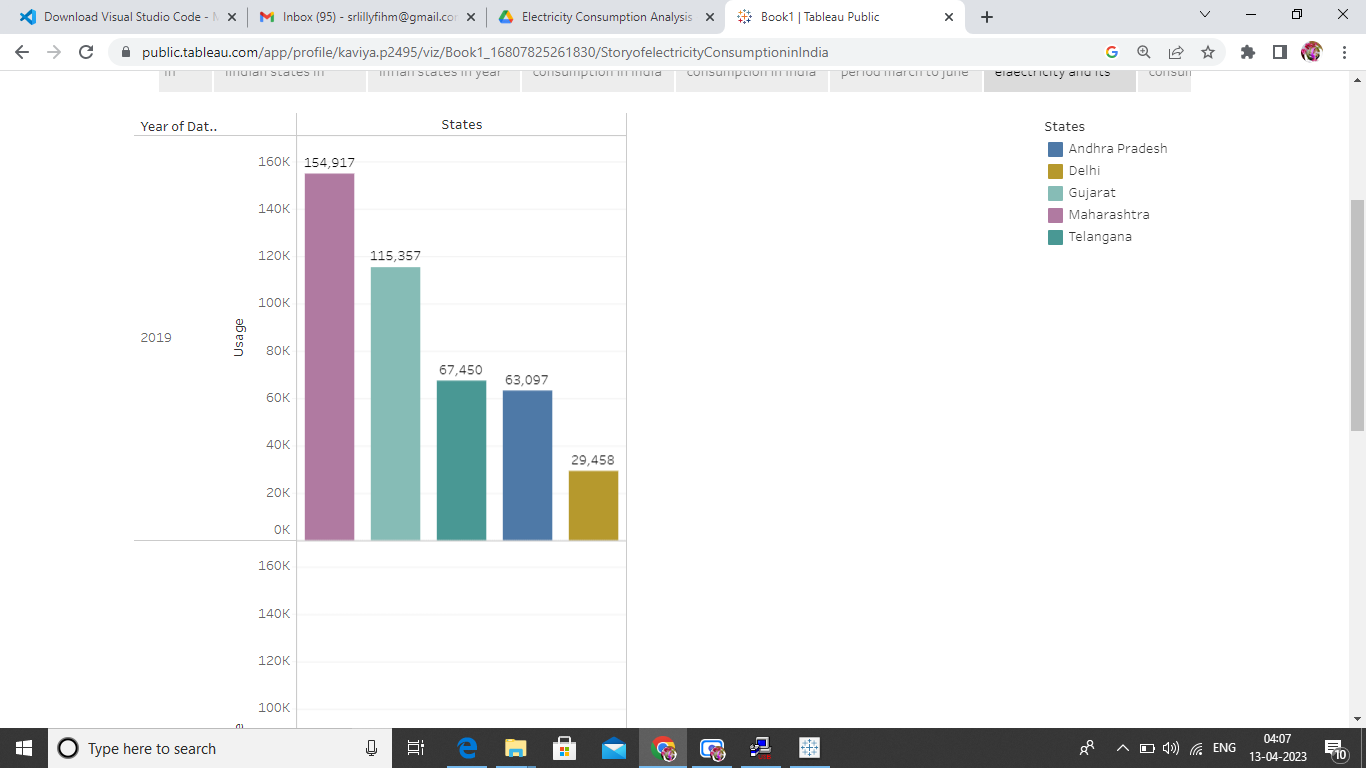 Download Visual Studio Code - M
Inbox (95) - srlillyfihm@gmail.co
Electricity Consumption Analysis
Book1 | Tableau Public
public.tableau.com/app/profile/kaviya.p2495/viz/Book1_16807825261830/StoryofelectricityConsumptioninIndia
in
Iindian states in
inrian states in year
consumption in India
consumption in India
period march to june
elaectricity and its
consun
Year of Dat..
States
160K
154,917
140K
120K
115,357
100K
80K
67,450
63,097
60K
40K
29,458
20K
0K
2019
Usage
160K
140K
120K
100K
States
Andhra Pradesh
Delhi
Gujarat
Maharashtra
Telangana
Type here to search
ENG
04:07
13-04-2023
10